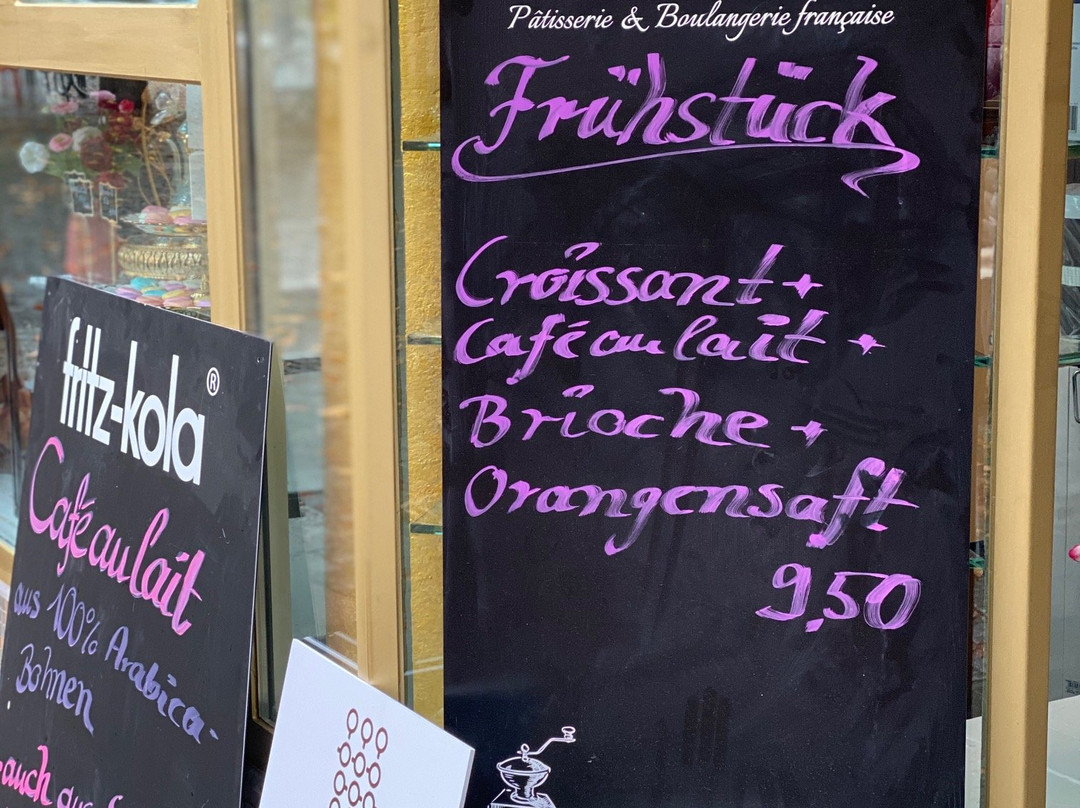 Pâtisserie & Boulangerie française
Frühstück
Croissant +
Café au lait +
Brioche +
Orangensaft
9,50
fritz-kola®
Café au lait
aus 100% Arabica-
Bohnen
auch